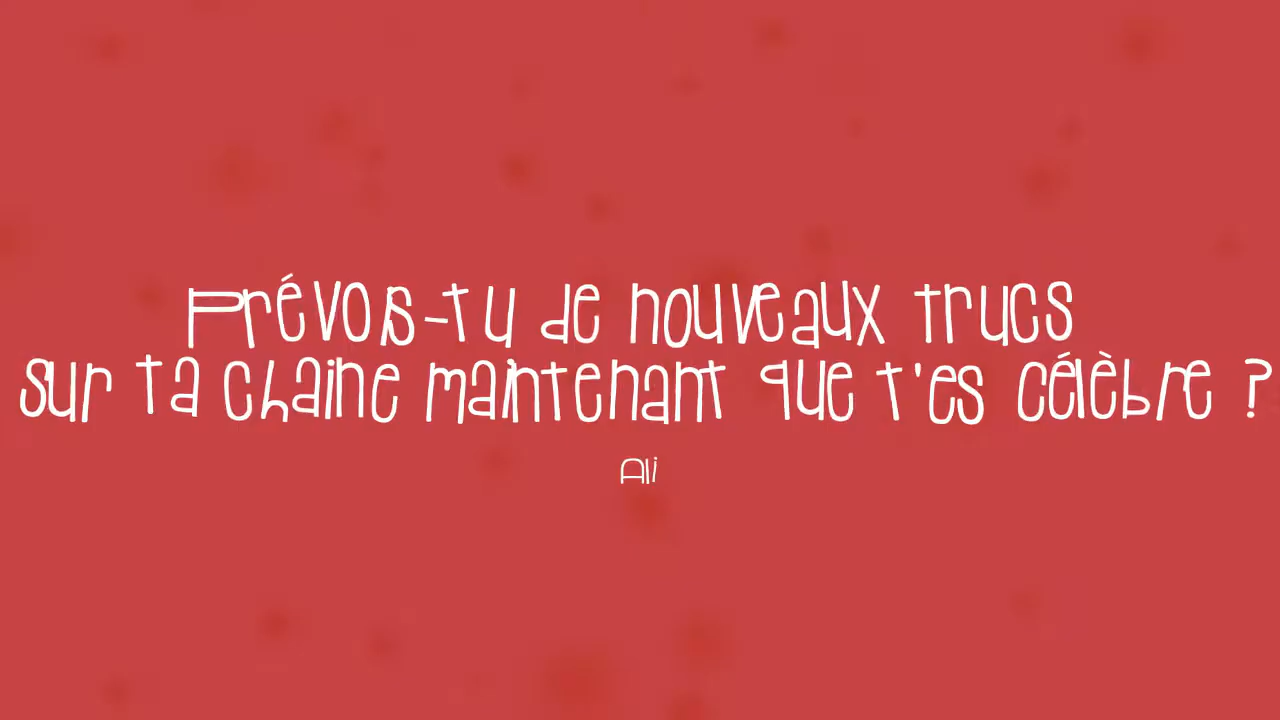 Prévois-tu de nouveaux trucs
sur ta chaine maintenant que t'es célèbre ?
Ali